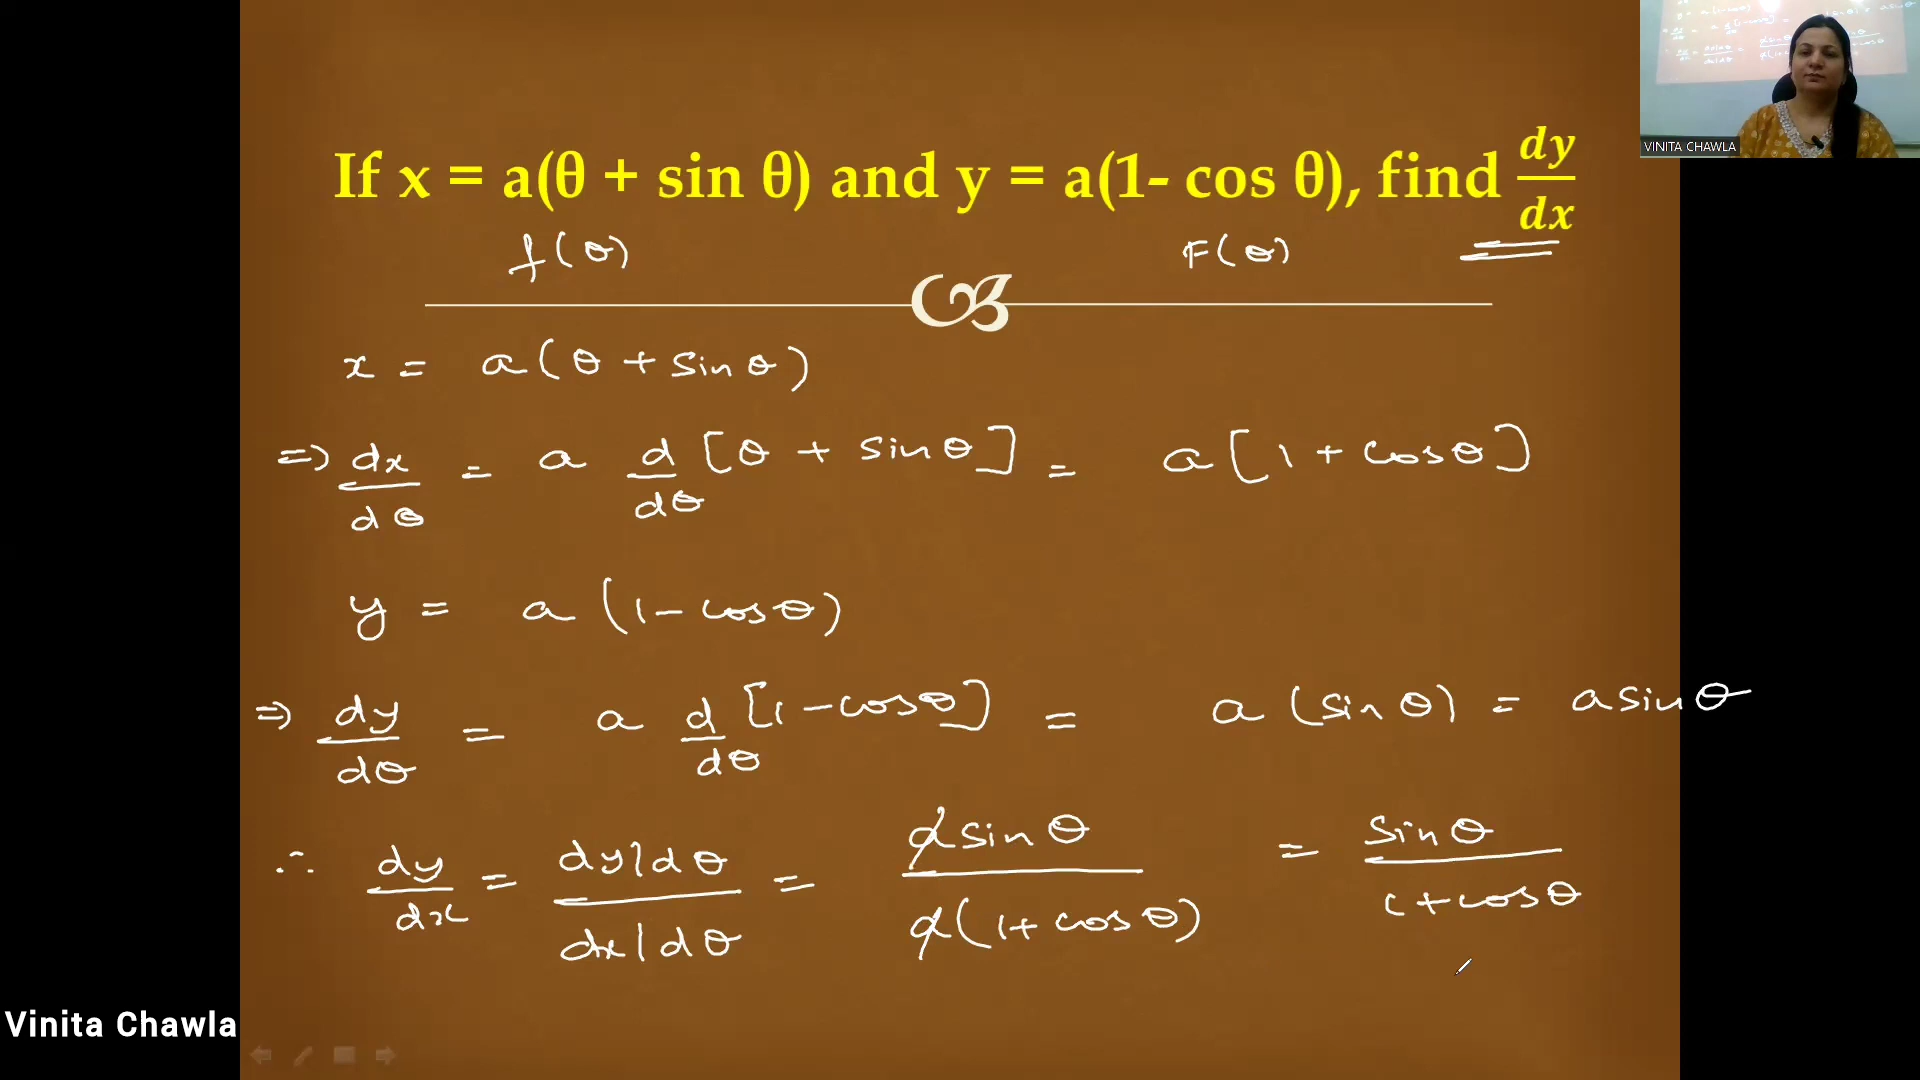 If x = a(θ + sin θ) and y = a(1- cos θ), find dy/dx
f(θ) F(θ)
x = a(θ + sinθ)
⇒ dx/dθ = a d/dθ [θ + sinθ] = a[1 + cosθ]
y = a(1 - cosθ)
⇒ dy/dθ = a d/dθ [1 - cosθ] = a(sinθ) = a sinθ
∴ dy/dx = dy|dθ / dx|dθ = a sinθ / a(1 + cosθ) = sinθ / 1 + cosθ
VINITA CHAWLA
Vinita Chawla